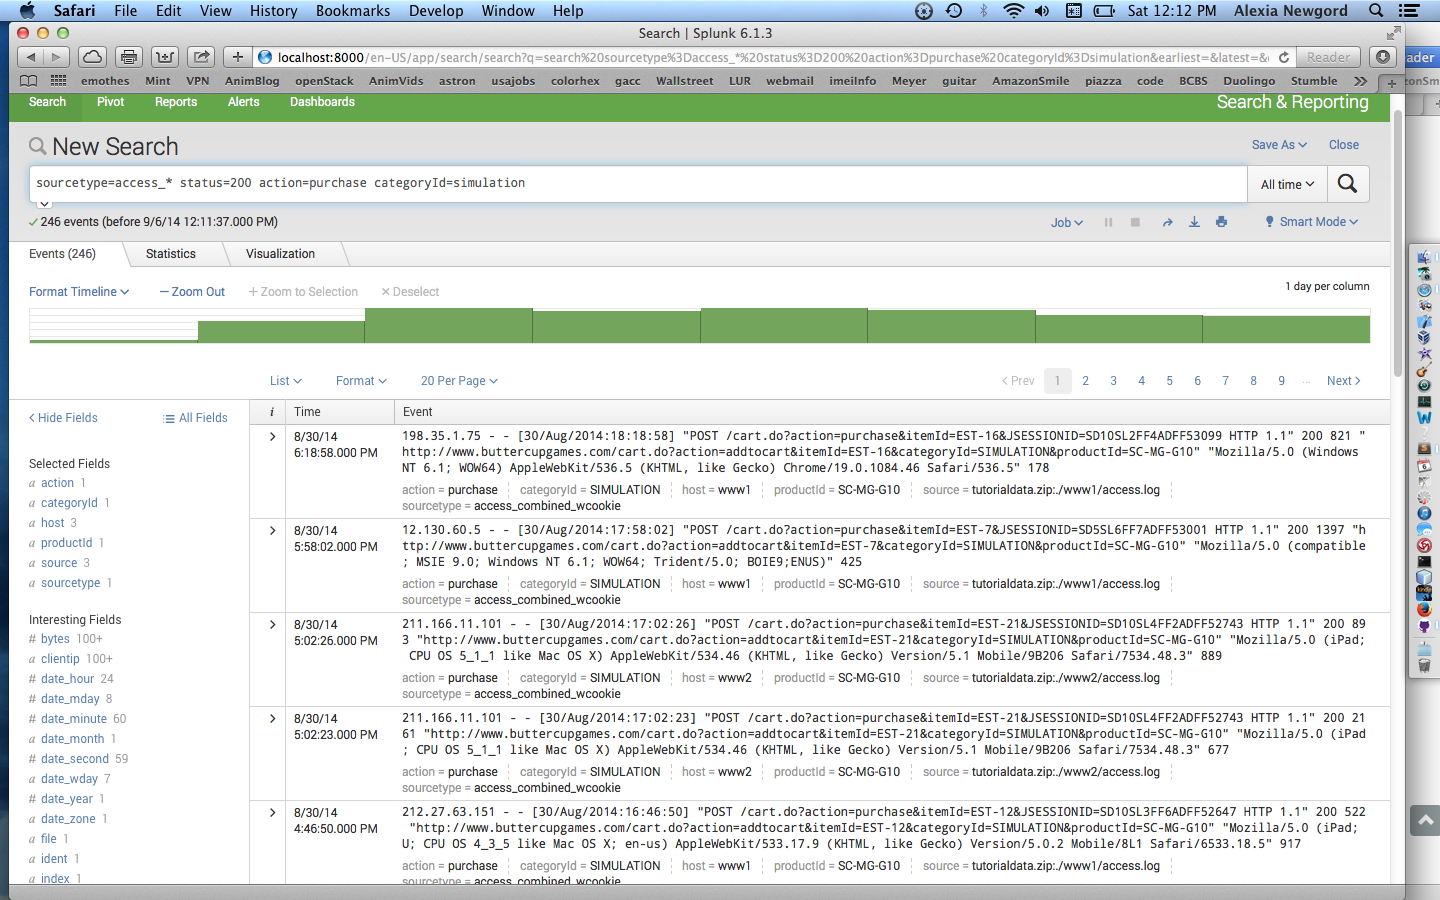 Safari File Edit View History Bookmarks Develop Window Help Sat 12:12 PM Alexia Newgord
Search | Splunk 6.1.3
localhost:8000/en-US/app/search/search?q=search%20sourcetype%3Daccess_*%20status%3D200%20action%3Dpurchase%20categoryId%3Dsimulation&earliest=&latest=& Reader
emothes Mint VPN AnimBlog openStack AnimVids astron usajobs colorhex gacc Wallstreet LUR webmail imeiInfo Meyer guitar AmazonSmile piazza code BCBS Duolingo Stumble
Search Pivot Reports Alerts Dashboards Search & Reporting
New Search Save As Close
sourcetype=access_* status=200 action=purchase categoryId=simulation All time
246 events (before 9/6/14 12:11:37.000 PM) Job Smart Mode
Events (246) Statistics Visualization
Format Timeline Zoom Out + Zoom to Selection × Deselect 1 day per column
List Format 20 Per Page Prev 1 2 3 4 5 6 7 8 9 ... Next
Hide Fields All Fields
Selected Fields
a action 1
a categoryId 1
a host 3
a productId 1
a source 3
a sourcetype 1
Interesting Fields
# bytes 100+
a clientip 100+
# date_hour 24
# date_mday 8
# date_minute 60
a date_month 1
# date_second 59
a date_wday 7
# date_year 1
a date_zone 1
a file 1
a ident 1
a index 1
i Time Event
8/30/14
6:18:58.000 PM
198.35.1.75 - - [30/Aug/2014:18:18:58] "POST /cart.do?action=purchase&itemId=EST-16&JSESSIONID=SD10SL2FF4ADFF53099 HTTP 1.1" 200 821 "
http://www.buttercupgames.com/cart.do?action=addtocart&itemId=EST-16&categoryId=SIMULATION&productId=SC-MG-G10" "Mozilla/5.0 (Windows
NT 6.1; WOW64) AppleWebKit/536.5 (KHTML, like Gecko) Chrome/19.0.1084.46 Safari/536.5" 178
action = purchase categoryId = SIMULATION host = www1 productId = SC-MG-G10 source = tutorialdata.zip:./www1/access.log
sourcetype = access_combined_wcookie
8/30/14
5:58:02.000 PM
12.130.60.5 - - [30/Aug/2014:17:58:02] "POST /cart.do?action=purchase&itemId=EST-7&JSESSIONID=SD5SL6FF7ADFF53001 HTTP 1.1" 200 1397 "h
ttp://www.buttercupgames.com/cart.do?action=addtocart&itemId=EST-7&categoryId=SIMULATION&productId=SC-MG-G10" "Mozilla/5.0 (compatible
; MSIE 9.0; Windows NT 6.1; WOW64; Trident/5.0; BOIE9;ENUS)" 425
action = purchase categoryId = SIMULATION host = www1 productId = SC-MG-G10 source = tutorialdata.zip:./www1/access.log
sourcetype = access_combined_wcookie
8/30/14
5:02:26.000 PM
211.166.11.101 - - [30/Aug/2014:17:02:26] "POST /cart.do?action=purchase&itemId=EST-21&JSESSIONID=SD10SL4FF2ADFF52743 HTTP 1.1" 200 89
3 "http://www.buttercupgames.com/cart.do?action=addtocart&itemId=EST-21&categoryId=SIMULATION&productId=SC-MG-G10" "Mozilla/5.0 (iPad;
CPU OS 5_1_1 like Mac OS X) AppleWebKit/534.46 (KHTML, like Gecko) Version/5.1 Mobile/9B206 Safari/7534.48.3" 889
action = purchase categoryId = SIMULATION host = www2 productId = SC-MG-G10 source = tutorialdata.zip:./www2/access.log
sourcetype = access_combined_wcookie
8/30/14
5:02:23.000 PM
211.166.11.101 - - [30/Aug/2014:17:02:23] "POST /cart.do?action=purchase&itemId=EST-21&JSESSIONID=SD10SL4FF2ADFF52743 HTTP 1.1" 200 21
61 "http://www.buttercupgames.com/cart.do?action=addtocart&itemId=EST-21&categoryId=SIMULATION&productId=SC-MG-G10" "Mozilla/5.0 (iPad
; CPU OS 5_1_1 like Mac OS X) AppleWebKit/534.46 (KHTML, like Gecko) Version/5.1 Mobile/9B206 Safari/7534.48.3" 677
action = purchase categoryId = SIMULATION host = www2 productId = SC-MG-G10 source = tutorialdata.zip:./www2/access.log
sourcetype = access_combined_wcookie
8/30/14
4:46:50.000 PM
212.27.63.151 - - [30/Aug/2014:16:46:50] "POST /cart.do?action=purchase&itemId=EST-12&JSESSIONID=SD10SL3FF6ADFF52647 HTTP 1.1" 200 522
"http://www.buttercupgames.com/cart.do?action=addtocart&itemId=EST-12&categoryId=SIMULATION&productId=SC-MG-G10" "Mozilla/5.0 (iPad;
U; CPU OS 4_3_5 like Mac OS X; en-us) AppleWebKit/533.17.9 (KHTML, like Gecko) Version/5.0.2 Mobile/8L1 Safari/6533.18.5" 917
action = purchase categoryId = SIMULATION host = www1 productId = SC-MG-G10 source = tutorialdata.zip:./www1/access.log
sourcetype = access_combined_wcookie